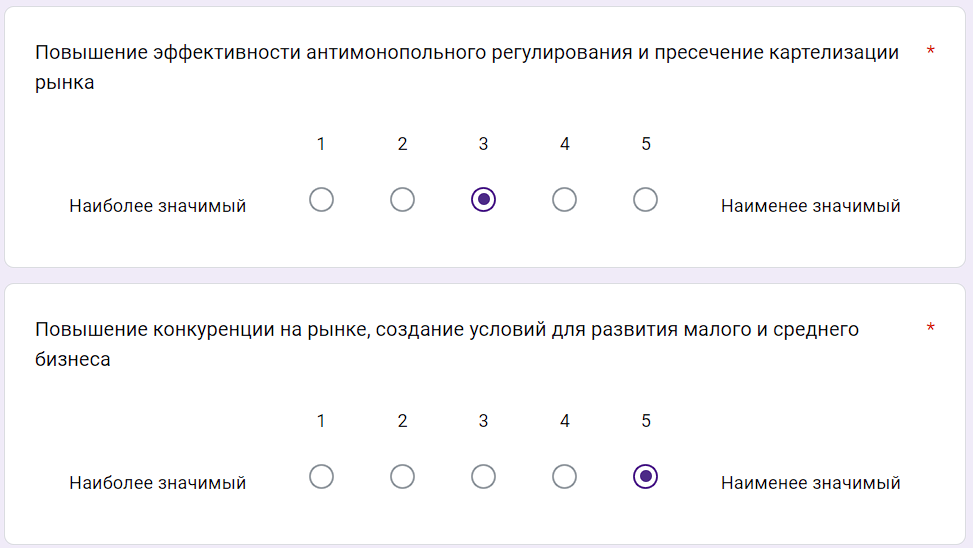 Повышение эффективности антимонопольного регулирования и пресечение картелизации *
рынка
1 2 3 4 5
Наиболее значимый Наименее значимый
Повышение конкуренции на рынке, создание условий для развития малого и среднего *
бизнеса
1 2 3 4 5
Наиболее значимый Наименее значимый